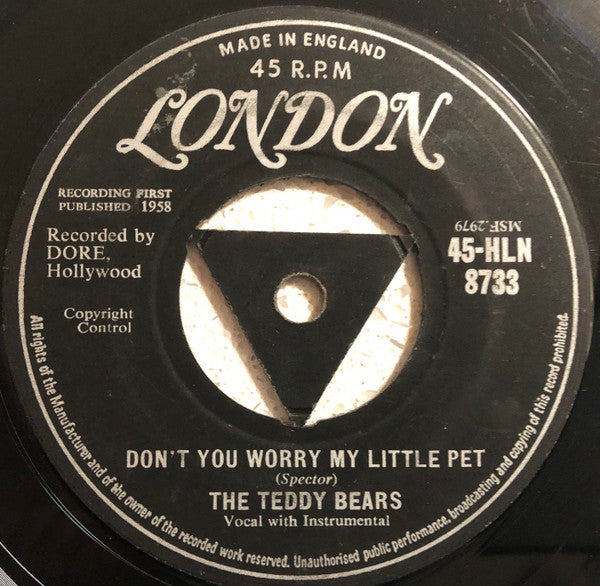 MADE IN ENGLAND
45 R.P.M
LONDON
RECORDING FIRST
PUBLISHED 1958
Recorded by
DORE,
Hollywood
Copyright
Control
MSF.2979
45-HLN
8733
DON'T YOU WORRY MY LITTLE PET
(Spector)
THE TEDDY BEARS
Vocal with Instrumental
All rights of the Manufacturer and of the owner of the recorded work reserved. Unauthorised public performance, broadcasting and copying of this record prohibited.